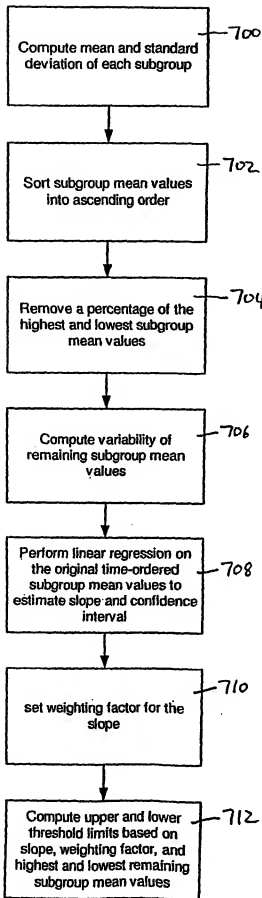 Compute mean and standard
deviation of each subgroup
700
Sort subgroup mean values
into ascending order
702
Remove a percentage of the
highest and lowest subgroup
mean values
704
Compute variability of
remaining subgroup mean
values
706
Perform linear regression on
the original time-ordered
subgroup mean values to
estimate slope and confidence
interval
708
set weighting factor for the
slope
710
Compute upper and lower
threshold limits based on
slope, weighting factor, and
highest and lowest remaining
subgroup mean values
712